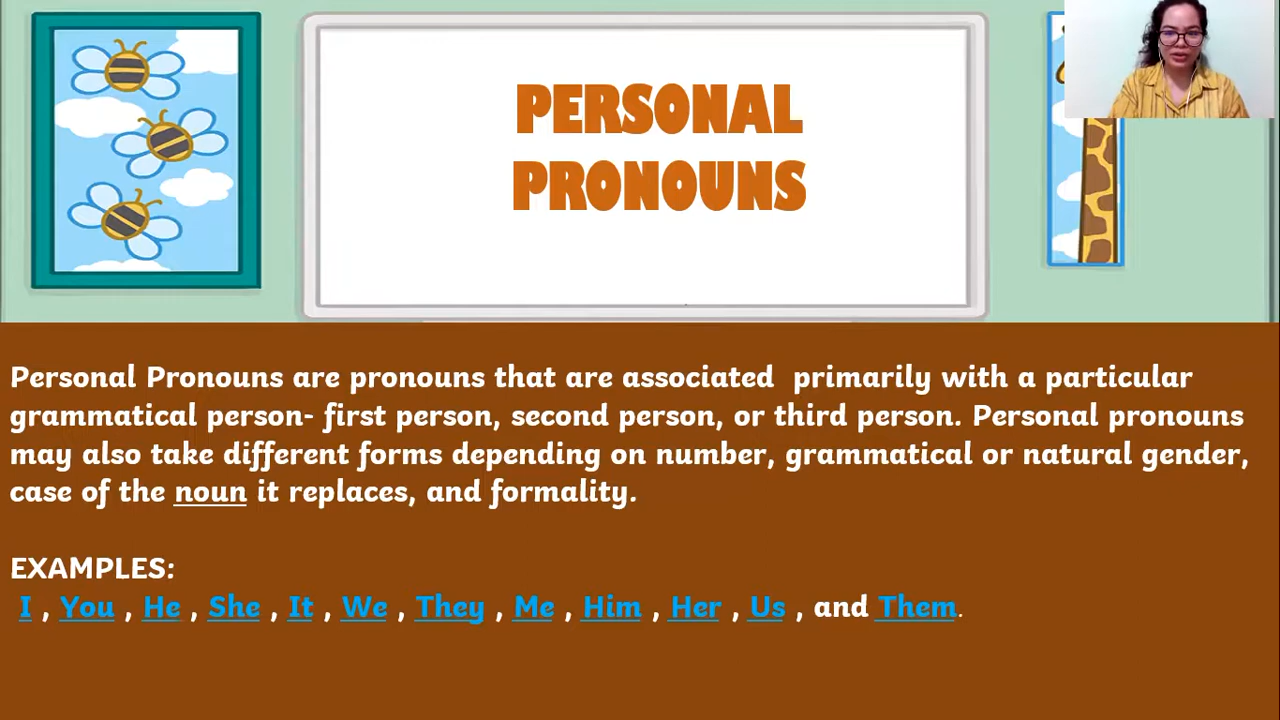 PERSONAL
PRONOUNS
Personal Pronouns are pronouns that are associated  primarily with a particular
grammatical person- first person, second person, or third person. Personal pronouns
may also take different forms depending on number, grammatical or natural gender,
case of the noun it replaces, and formality.
EXAMPLES:
I , You , He , She , It , We , They , Me , Him , Her , Us , and Them.